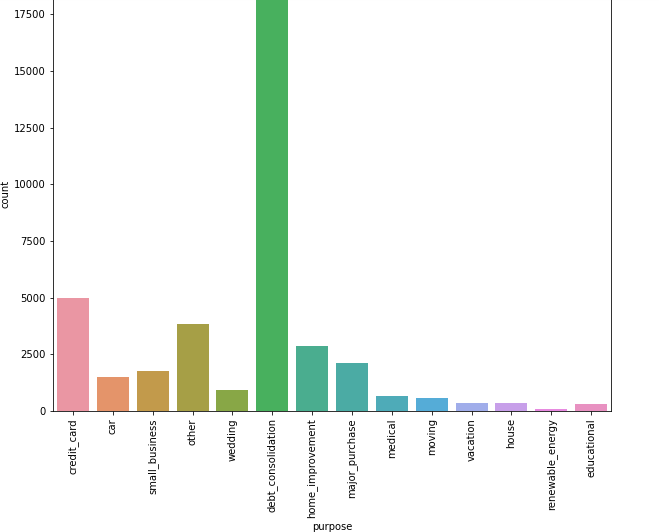 17500
15000
12500
10000
7500
5000
2500
0
count
credit_card
car
small_business
other
wedding
debt_consolidation
home_improvement
major_purchase
medical
moving
vacation
house
renewable_energy
educational
purpose